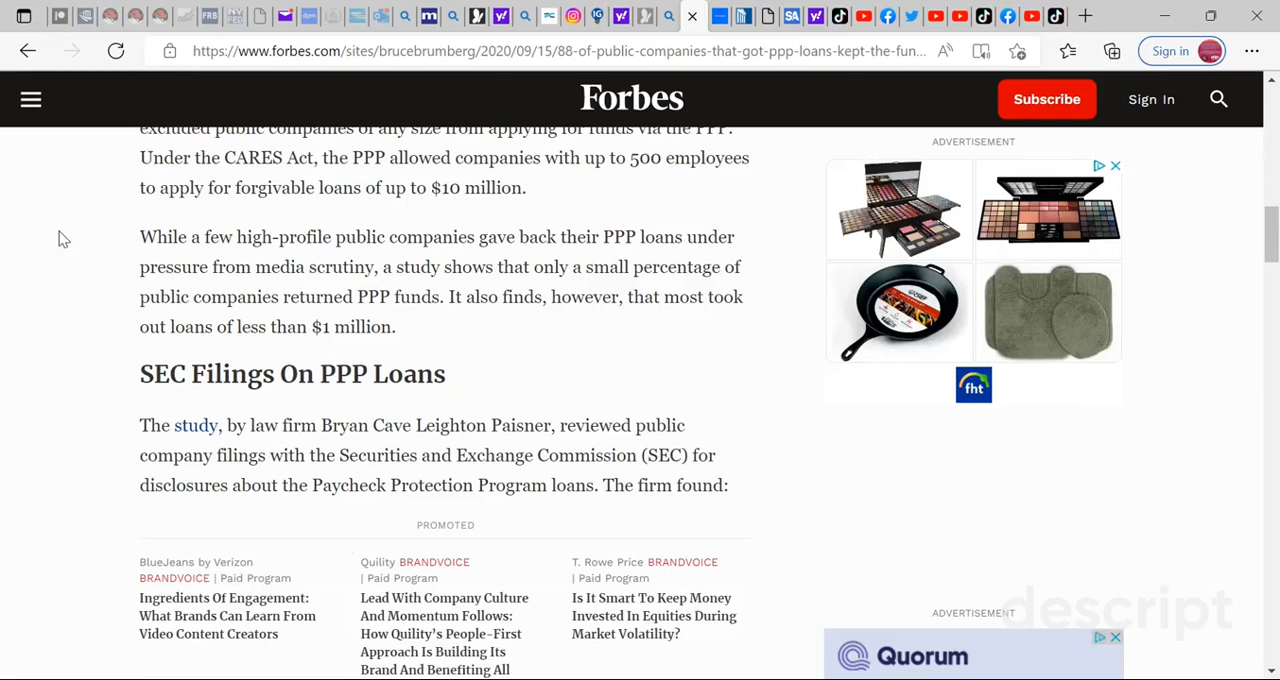 https://www.forbes.com/sites/brucebrumberg/2020/09/15/88-of-public-companies-that-got-ppp-loans-kept-the-fun...
Sign in
Forbes
Subscribe
Sign In
excluded public companies of any size from applying for funds via the PPP.
Under the CARES Act, the PPP allowed companies with up to 500 employees
to apply for forgivable loans of up to $10 million.
While a few high-profile public companies gave back their PPP loans under
pressure from media scrutiny, a study shows that only a small percentage of
public companies returned PPP funds. It also finds, however, that most took
out loans of less than $1 million.
SEC Filings On PPP Loans
The study, by law firm Bryan Cave Leighton Paisner, reviewed public
company filings with the Securities and Exchange Commission (SEC) for
disclosures about the Paycheck Protection Program loans. The firm found:
PROMOTED
BlueJeans by Verizon
BRANDVOICE | Paid Program
Ingredients Of Engagement:
What Brands Can Learn From
Video Content Creators
Quility BRANDVOICE
| Paid Program
Lead With Company Culture
And Momentum Follows:
How Quility's People-First
Approach Is Building Its
Brand And Benefiting All
T. Rowe Price BRANDVOICE
| Paid Program
Is It Smart To Keep Money
Invested In Equities During
Market Volatility?
ADVERTISEMENT
fht
ADVERTISEMENT
descript
Quorum